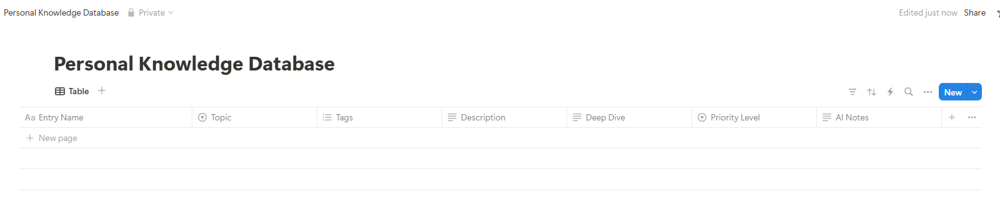 Personal Knowledge Database Private Edited just now Share
Personal Knowledge Database
Table New
Aa Entry Name Topic Tags Description Deep Dive Priority Level AI Notes
New page